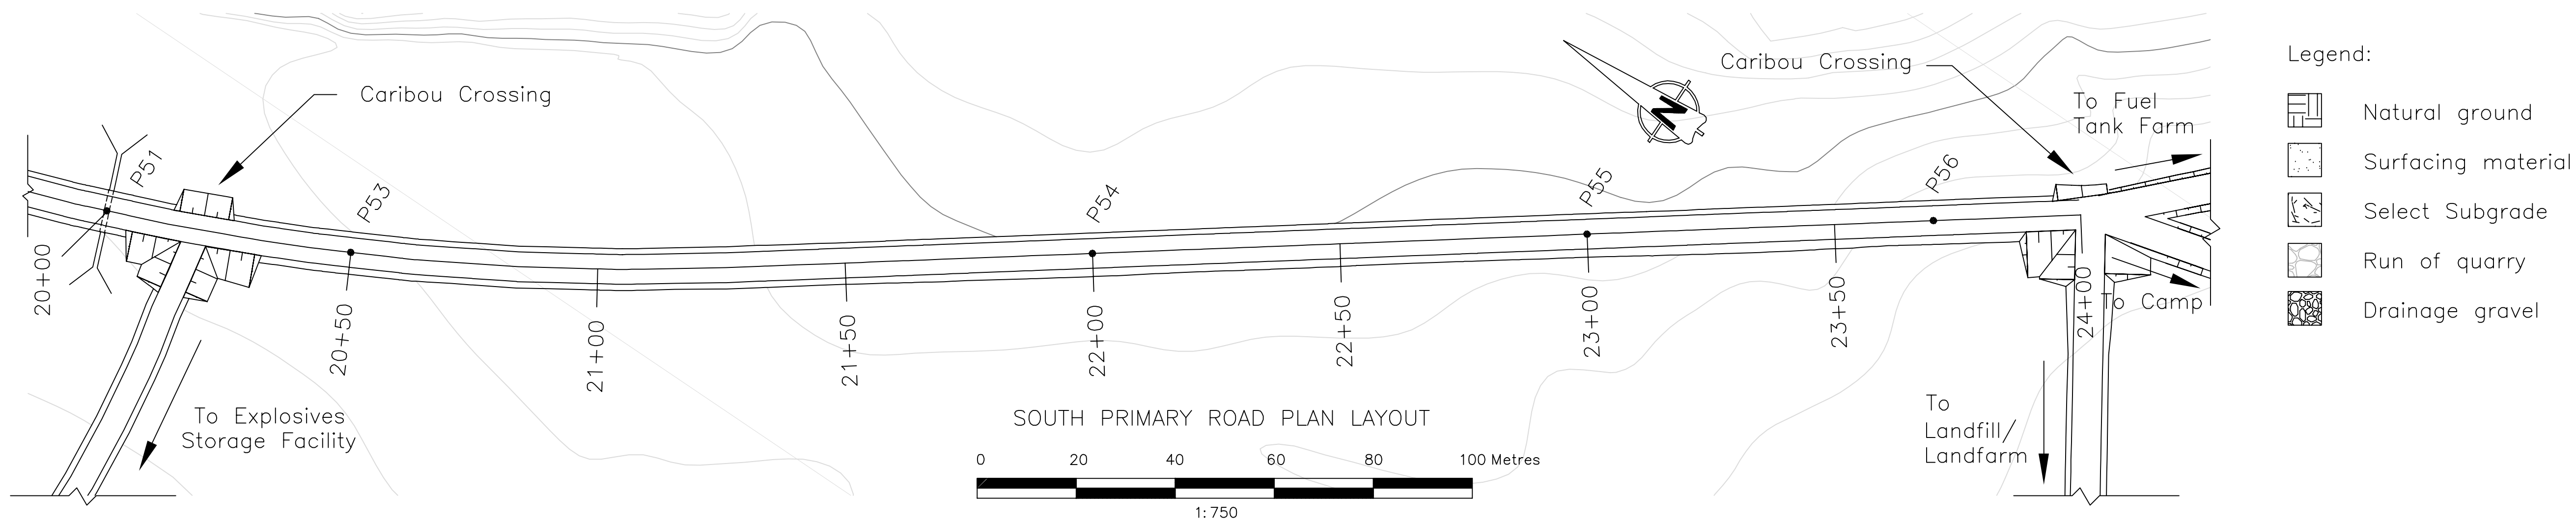 Caribou Crossing
Caribou Crossing
N
To Fuel
Tank Farm
P51
P53
P54
P55
P56
20+00
20+50
21+00
21+50
22+00
22+50
23+00
23+50
24+00
To Camp
To Explosives
Storage Facility
To
Landfill/
Landfarm
SOUTH PRIMARY ROAD PLAN LAYOUT
0 20 40 60 80 100 Metres
1:750
Legend:
Natural ground
Surfacing material
Select Subgrade
Run of quarry
Drainage gravel